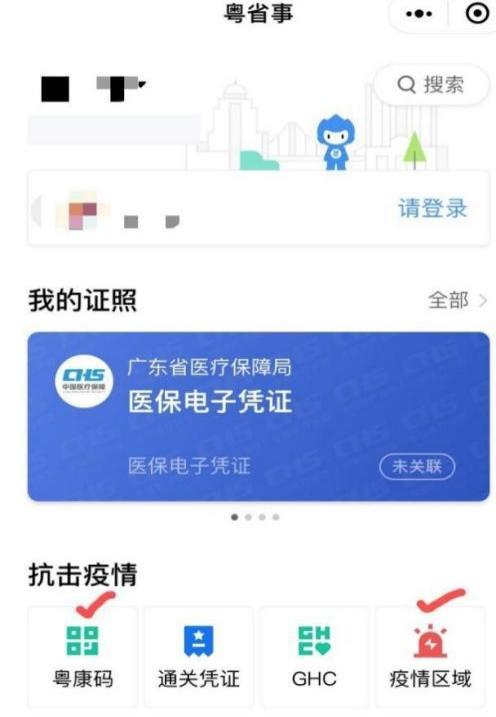 粤省事
搜索
请登录
我的证照
全部
CHS
中国医疗保障
广东省医疗保障局
医保电子凭证
医保电子凭证
未关联
抗击疫情
粤康码
通关凭证
GHC
GHC
疫情区域